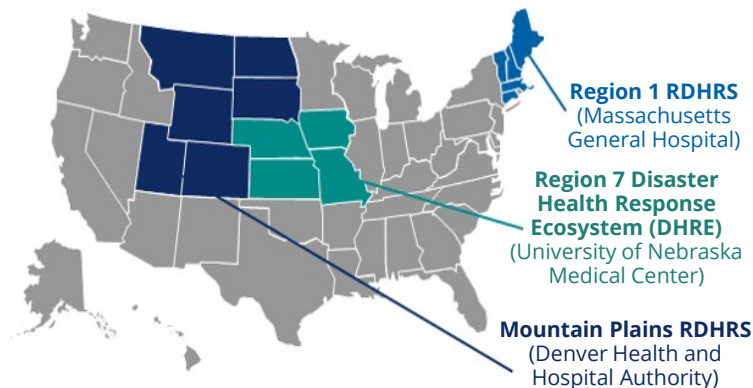 Region 1 RDHRS
(Massachusetts
General Hospital)
Region 7 Disaster
Health Response
Ecosystem (DHRE)
(University of Nebraska
Medical Center)
Mountain Plains RDHRS
(Denver Health and
Hospital Authority)